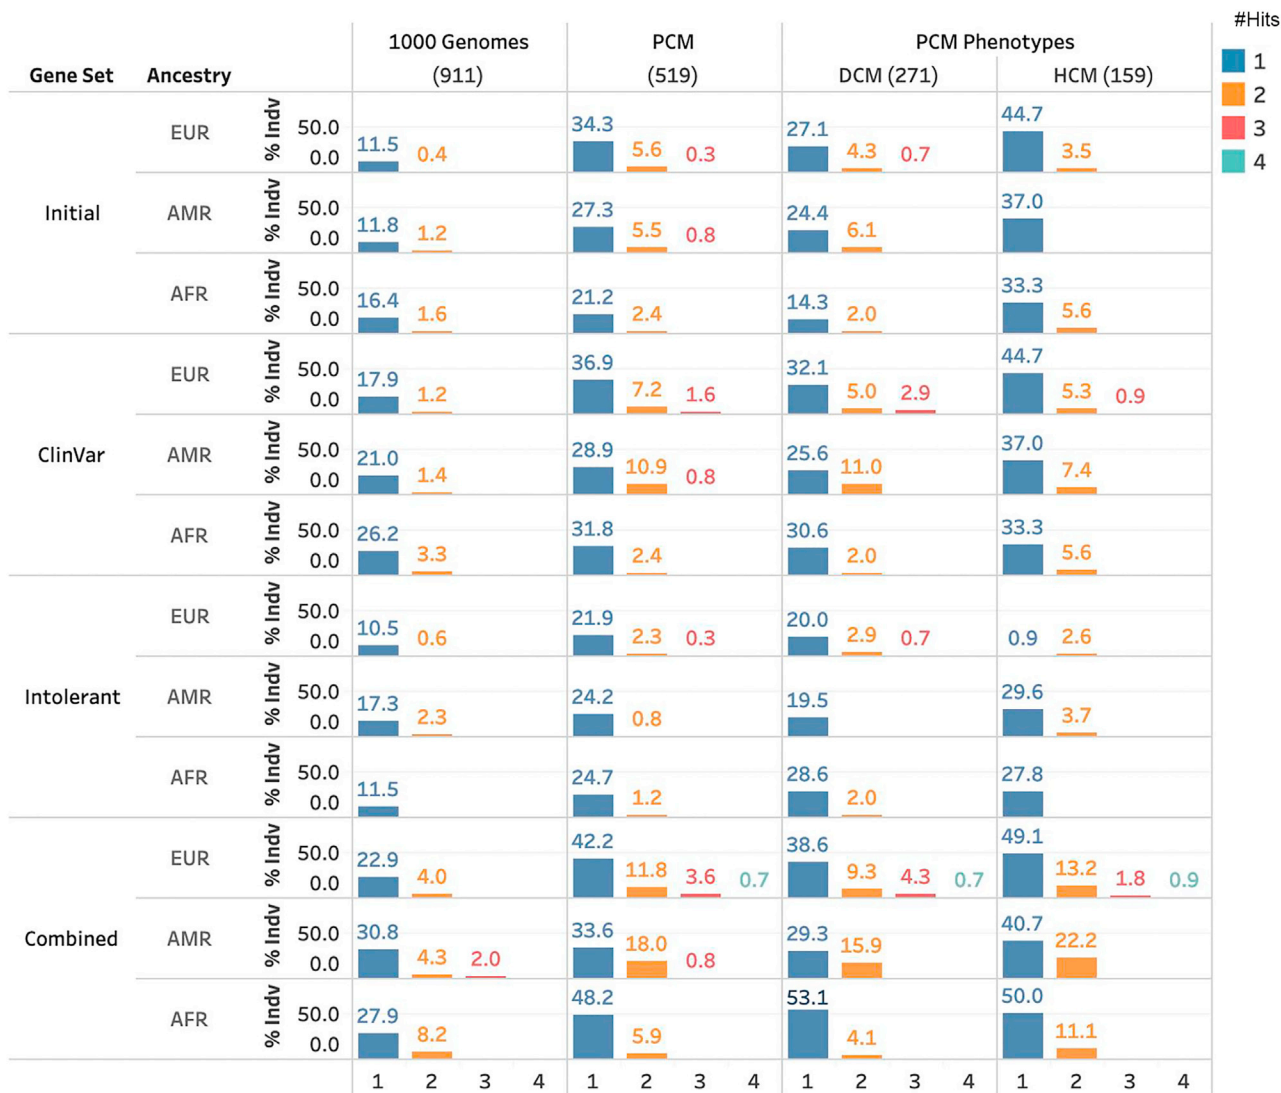 #Hits
1
2
3
4
1000 Genomes PCM PCM Phenotypes
Gene Set Ancestry (911) (519) DCM (271) HCM (159)
Initial
EUR % Indv 50.0 0.0 11.5 0.4 34.3 5.6 0.3 27.1 4.3 0.7 44.7 3.5
AMR % Indv 50.0 0.0 11.8 1.2 27.3 5.5 0.8 24.4 6.1 37.0
AFR % Indv 50.0 0.0 16.4 1.6 21.2 2.4 14.3 2.0 33.3 5.6
ClinVar
EUR % Indv 50.0 0.0 17.9 1.2 36.9 7.2 1.6 32.1 5.0 2.9 44.7 5.3 0.9
AMR % Indv 50.0 0.0 21.0 1.4 28.9 10.9 0.8 25.6 11.0 37.0 7.4
AFR % Indv 50.0 0.0 26.2 3.3 31.8 2.4 30.6 2.0 33.3 5.6
Intolerant
EUR % Indv 50.0 0.0 10.5 0.6 21.9 2.3 0.3 20.0 2.9 0.7 0.9 2.6
AMR % Indv 50.0 0.0 17.3 2.3 24.2 0.8 19.5 29.6 3.7
AFR % Indv 50.0 0.0 11.5 24.7 1.2 28.6 2.0 27.8
Combined
EUR % Indv 50.0 0.0 22.9 4.0 42.2 11.8 3.6 0.7 38.6 9.3 4.3 0.7 49.1 13.2 1.8 0.9
AMR % Indv 50.0 0.0 30.8 4.3 2.0 33.6 18.0 0.8 29.3 15.9 40.7 22.2
AFR % Indv 50.0 0.0 27.9 8.2 48.2 5.9 53.1 4.1 50.0 11.1
1 2 3 4 1 2 3 4 1 2 3 4 1 2 3 4